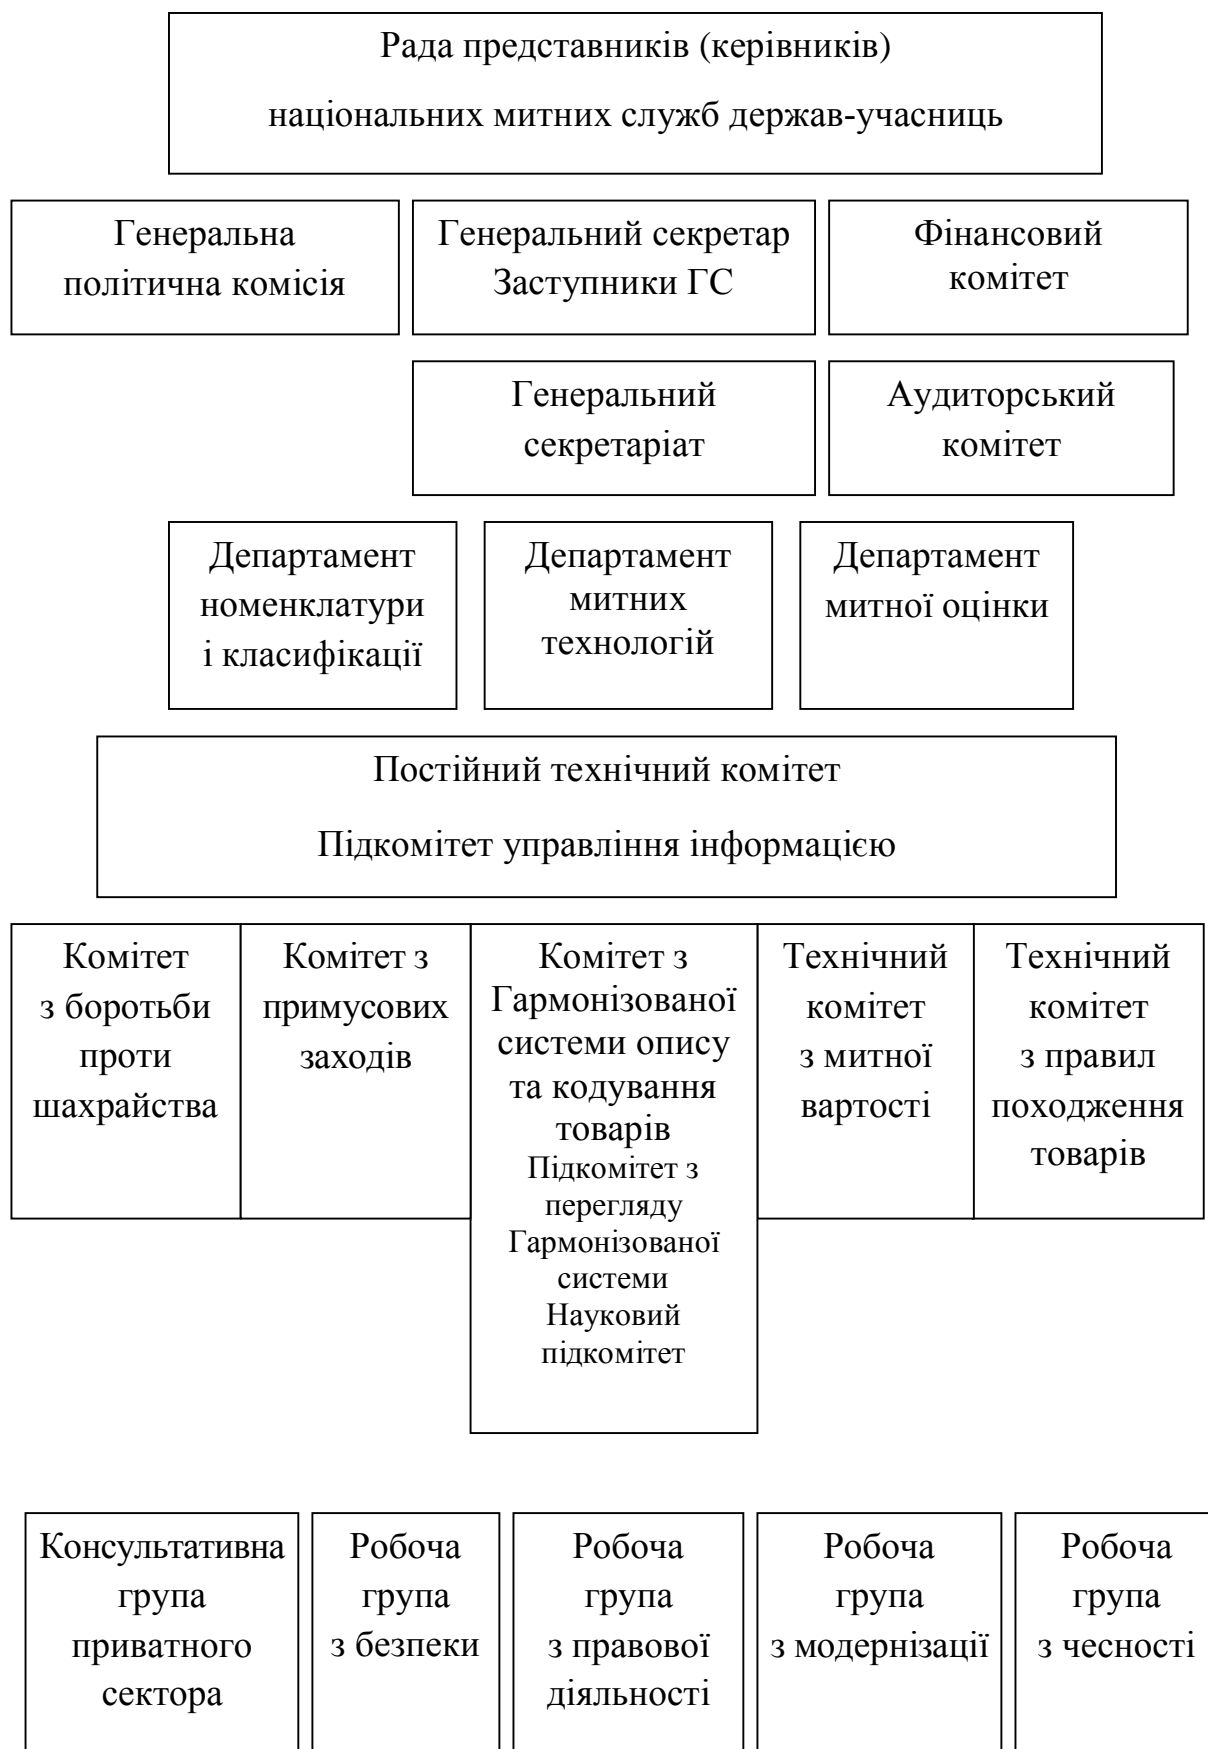 Рада представників (керівників)
національних митних служб держав-учасниць
Генеральна
політична комісія
Генеральний секретар
Заступники ГС
Фінансовий
комітет
Генеральний
секретаріат
Аудиторський
комітет
Департамент
номенклатури
і класифікації
Департамент
митних
технологій
Департамент
митної оцінки
Постійний технічний комітет
Підкомітет управління інформацією
Комітет
з боротьби
проти
шахрайства
Комітет з
примусових
заходів
Комітет з
Гармонізованої
системи опису
та кодування
товарів
Підкомітет з
перегляду
Гармонізованої
системи
Науковий
підкомітет
Технічний
комітет
з митної
вартості
Технічний
комітет
з правил
походження
товарів
Консультативна
група
приватного
сектора
Робоча
група
з безпеки
Робоча
група
з правової
діяльності
Робоча
група
з модернізації
Робоча
група
з чесності